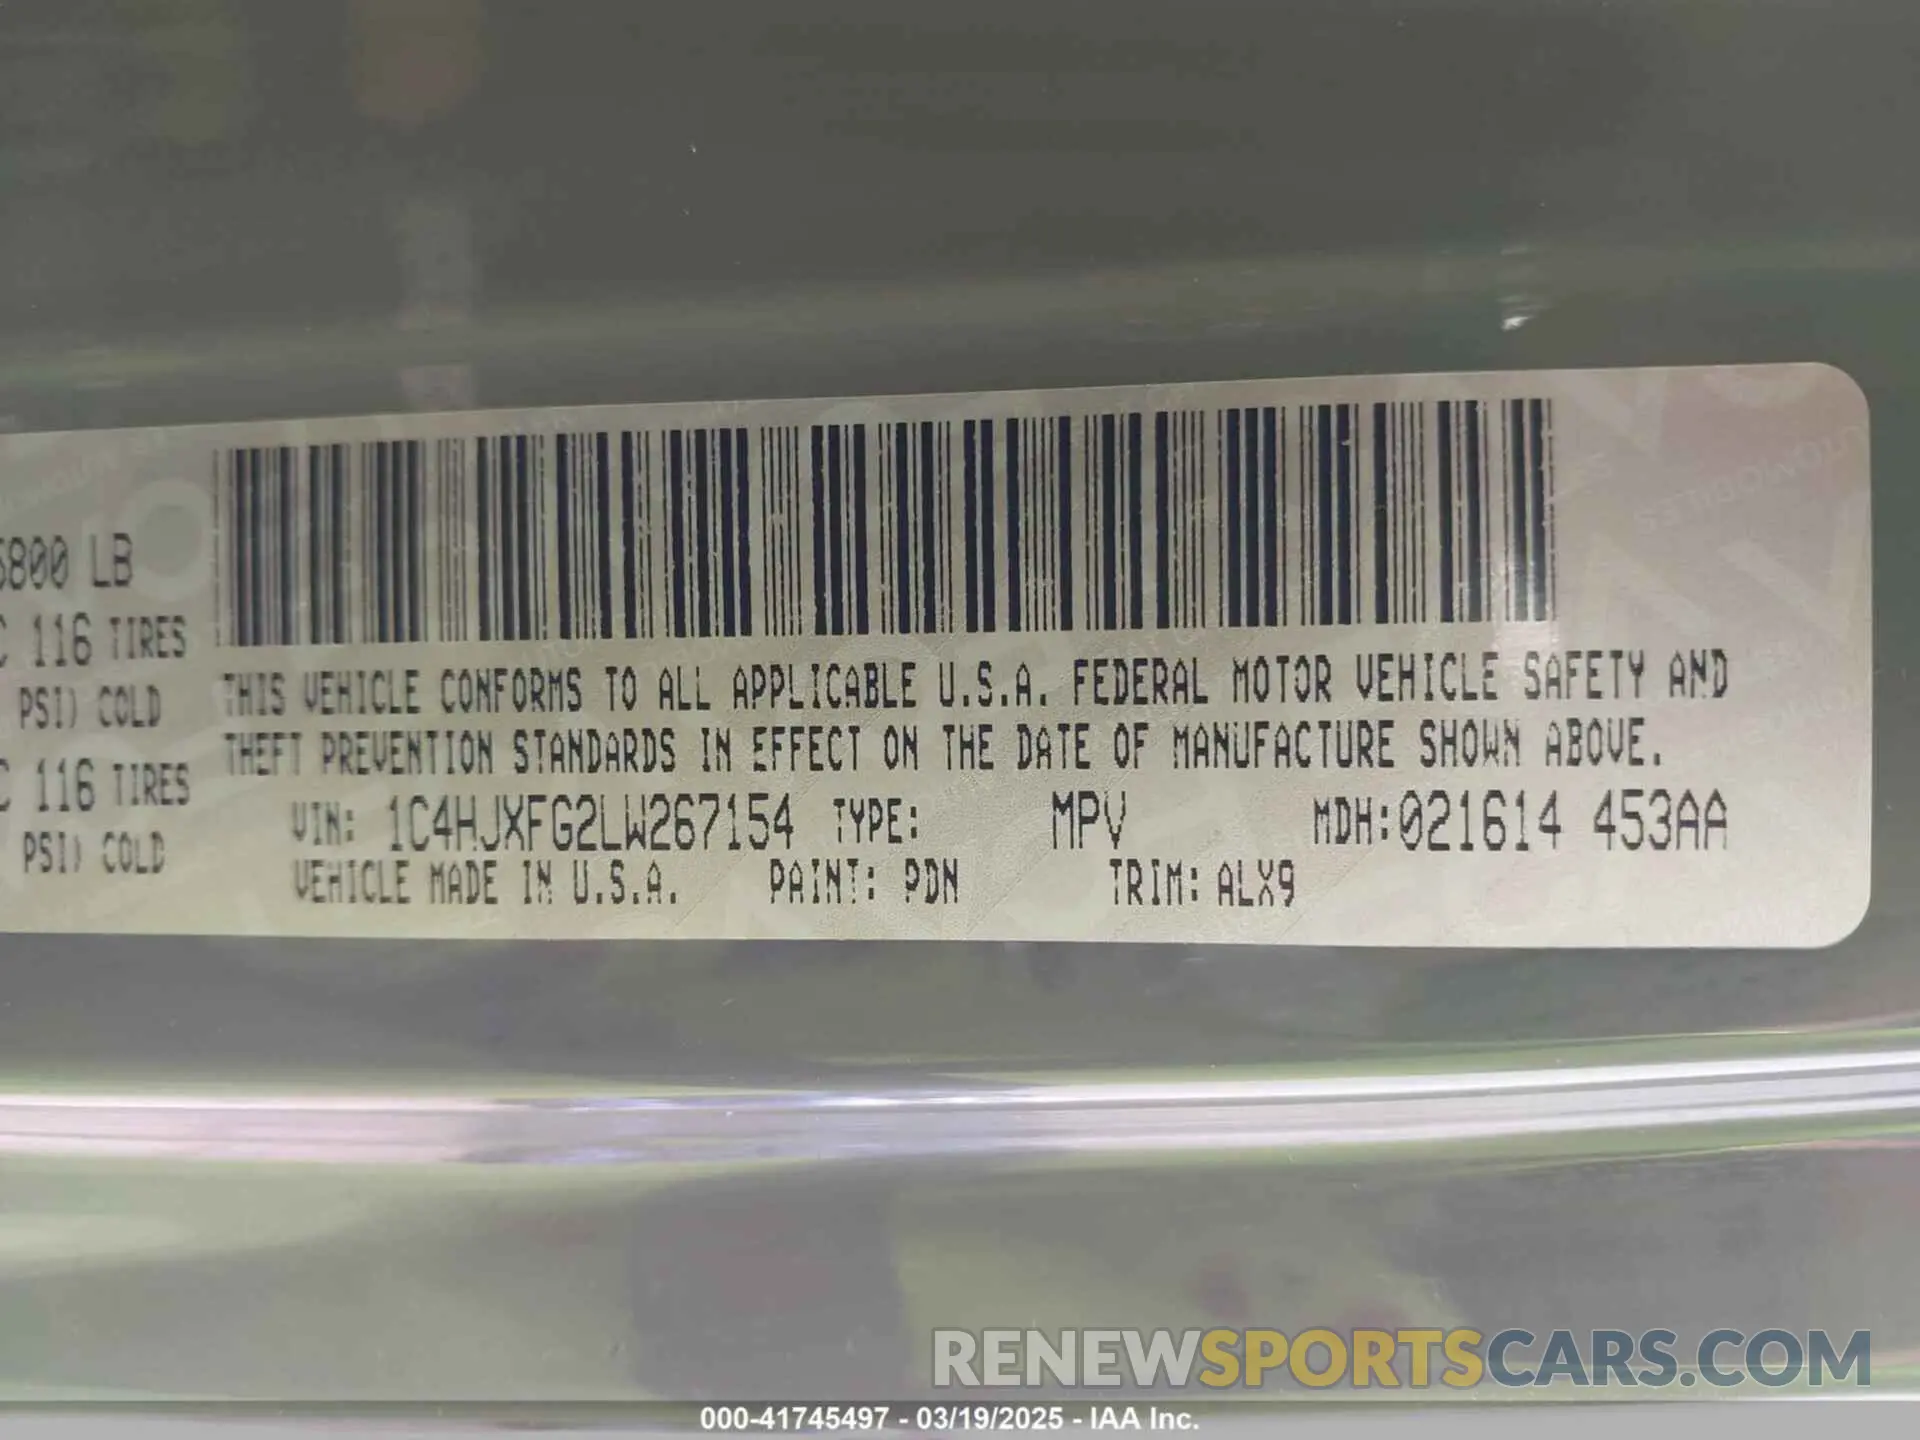 800 LB
C 116 TIRES
PSI) COLD
C 116 TIRES
PSI) COLD
THIS VEHICLE CONFORMS TO ALL APPLICABLE U.S.A. FEDERAL MOTOR VEHICLE SAFETY AND
THEFT PREVENTION STANDARDS IN EFFECT ON THE DATE OF MANUFACTURE SHOWN ABOVE.
VIN: 1C4HJXFG2LW267154 TYPE: MPV MDH:021614 453AA
VEHICLE MADE IN U.S.A. PAINT: PDN TRIM: ALX9
RENEWSPORTSCARS.COM
000-41745497 - 03/19/2025 - IAA Inc.